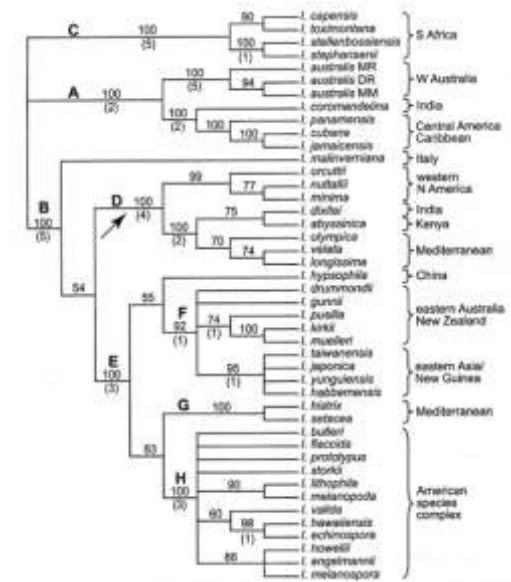 C
100
(5)
90
100
(1)
I. capensis
I. toximontana
I. stellenbossiensis
I. stephansenii
S Africa
A
100
(2)
100
(5)
94
I. australis MR
I. australis DR
I. australis MM
W Australia
100
(2)
100
100
I. coromandelina
India
I. panamensis
I. cubana
I. jamaicensis
Central America
Caribbean
B
100
(5)
I. malinverniana
Italy
54
D
100
(4)
99
77
I. orcuttii
I. nuttallii
I. minima
western
N America
100
(2)
75
I. dixitei
India
I. abyssinica
Kenya
70
74
I. olympica
I. velata
I. longissima
Mediterranean
E
100
(3)
55
I. hypsophila
China
F
92
(1)
74
(1)
100
I. drummondii
I. gunnii
I. pusilla
I. kirkii
I. muelleri
eastern Australia
New Zealand
95
(1)
I. taiwanensis
I. japonica
I. yunguiensis
I. habbemensis
eastern Asia/
New Guinea
63
G
100
I. histrix
I. setacea
Mediterranean
H
100
(3)
I. butleri
I. flaccida
I. prototypus
I. storkii
90
I. lithophila
I. melanopoda
60
98
(1)
I. valida
I. hawaiiensis
I. echinospora
I. howellii
I. engelmannii
I. melanospora
American
species
complex